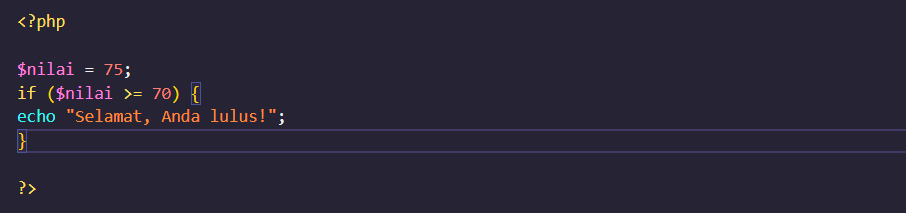 <?php
$nilai = 75;
if ($nilai >= 70) {
echo "Selamat, Anda lulus!";
}
?>